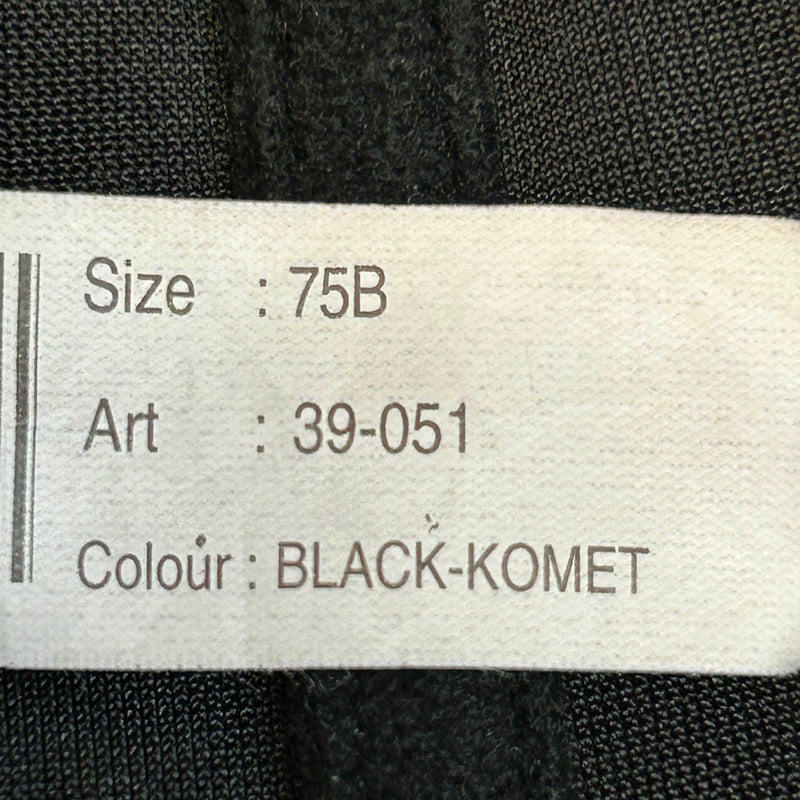 Size : 75B
Art : 39-051
Colour : BLACK-KOMET